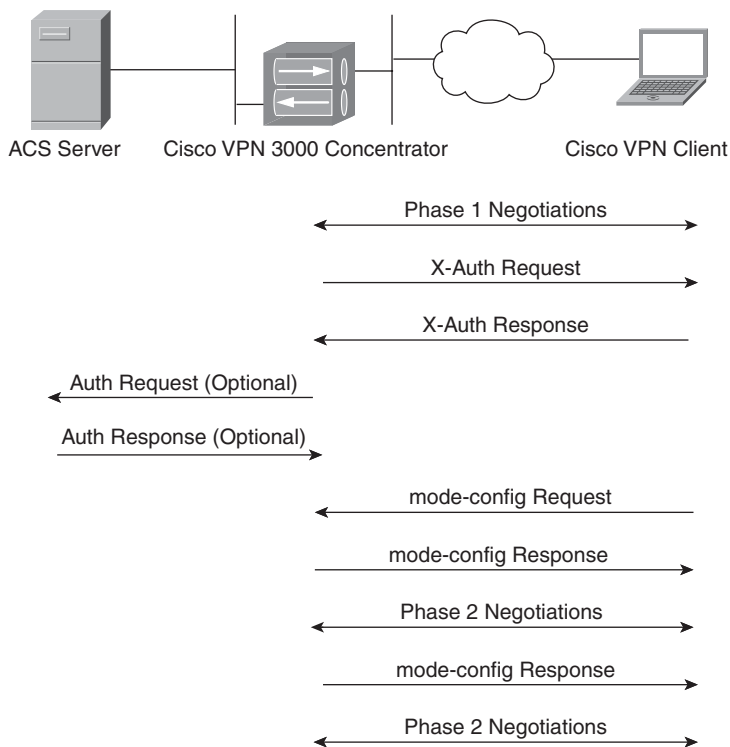 ACS Server
Cisco VPN 3000 Concentrator
Cisco VPN Client
Phase 1 Negotiations
X-Auth Request
X-Auth Response
Auth Request (Optional)
Auth Response (Optional)
mode-config Request
mode-config Response
Phase 2 Negotiations
mode-config Response
Phase 2 Negotiations